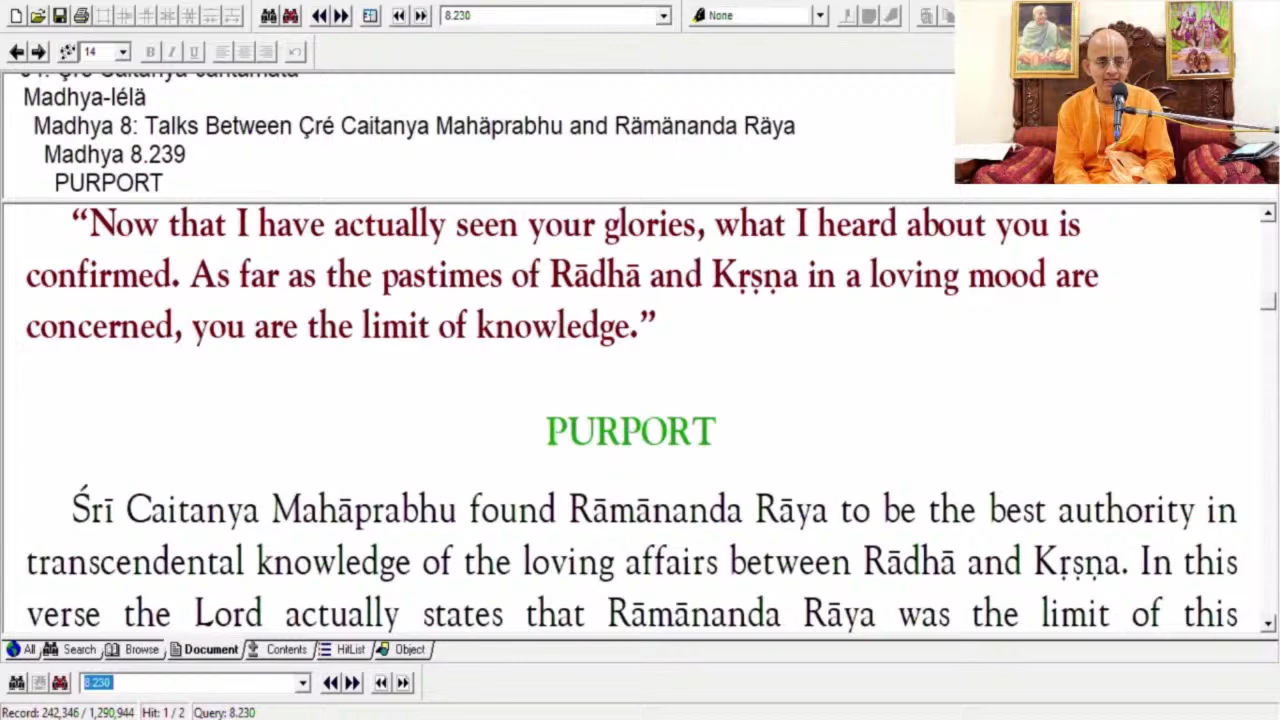 8.230
None
14
B I U
Madhya-lélä
Madhya 8: Talks Between Çré Caitanya Mahäprabhu and Rämänanda Räya
Madhya 8.239
PURPORT
“Now that I have actually seen your glories, what I heard about you is
confirmed. As far as the pastimes of Rādhā and Kṛṣṇa in a loving mood are
concerned, you are the limit of knowledge.”
PURPORT
Śrī Caitanya Mahāprabhu found Rāmānanda Rāya to be the best authority in
transcendental knowledge of the loving affairs between Rādhā and Kṛṣṇa. In this
verse the Lord actually states that Rāmānanda Rāya was the limit of this
All Search Browse Document Contents HitList Object
8.230
Record: 242,346 / 1,290,944 Hit: 1 / 2 Query: 8.230